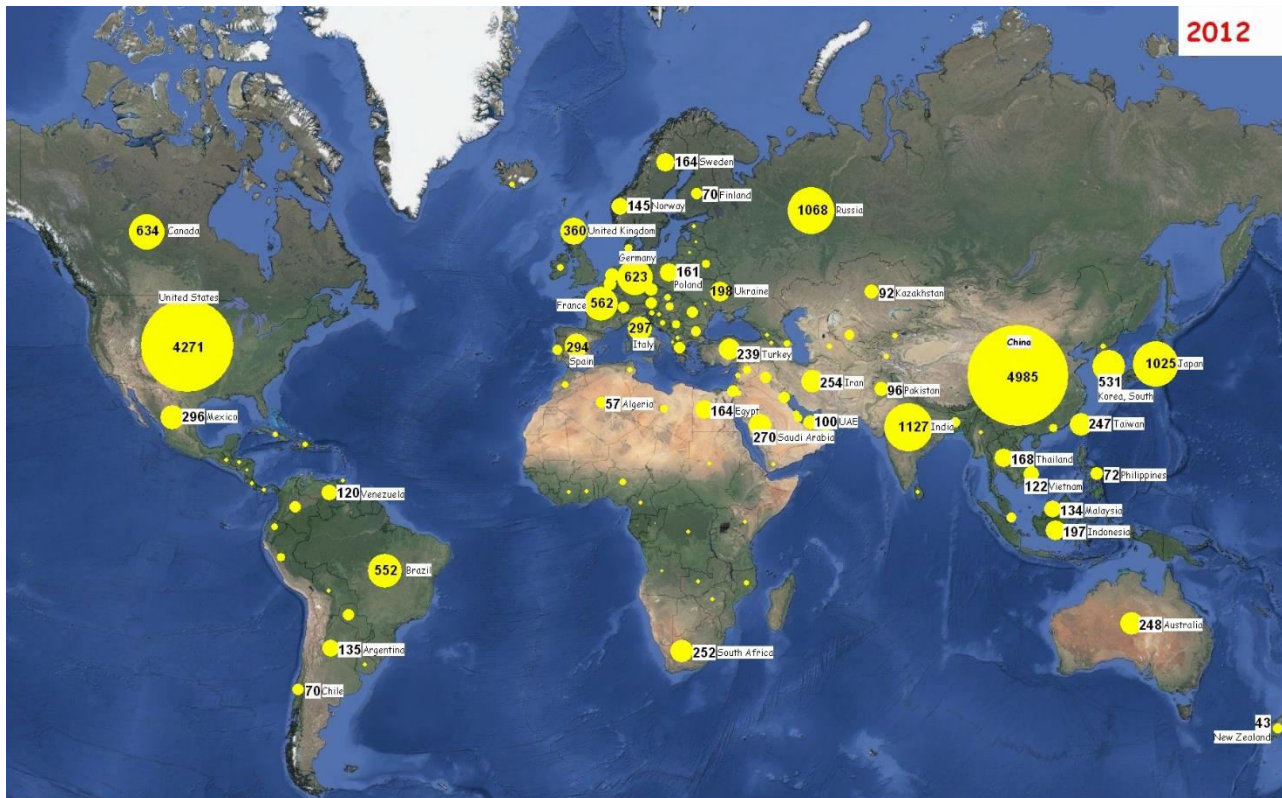 2012
164 Sweden
70 Finland
145 Norway
1068 Russia
634 Canada
360 United Kingdom
Germany
623
161
Poland
198 Ukraine
92 Kazakhstan
United States
4271
France 562
297
Italy
294
Spain
239 Turkey
254 Iran
96 Pakistan
China
4985
531
Korea, South
1025 Japan
296 Mexico
57 Algeria
164 Egypt
270 Saudi Arabia
100 UAE
1127 India
247 Taiwan
168 Thailand
122 Vietnam
72 Philippines
120 Venezuela
134 Malaysia
197 Indonesia
552 Brazil
135 Argentina
252 South Africa
248 Australia
70 Chile
43
New Zealand